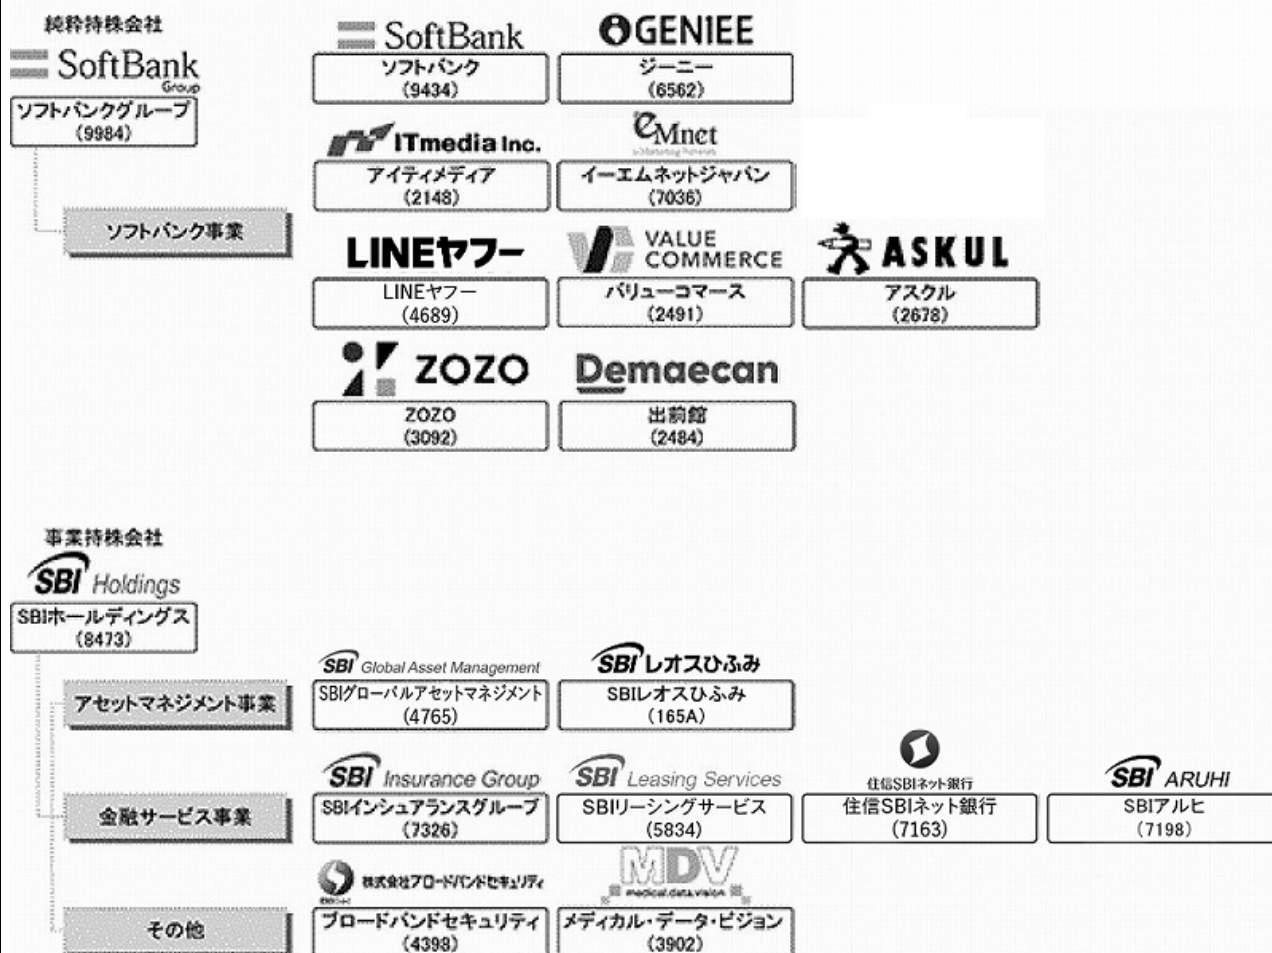 純粋持株会社
SoftBank
Group
ソフトバンクグループ
(9984)
ソフトバンク事業
SoftBank
ソフトバンク
(9434)
GENIEE
ジーニー
(6562)
ITmedia Inc.
アイティメディア
(2148)
eMnet
イーエムネットジャパン
(7036)
LINEヤフー
LINEヤフー
(4689)
VALUE
COMMERCE
バリューコマース
(2491)
ASKUL
アスクル
(2678)
ZOZO
ZOZO
(3092)
Demaecan
出前館
(2484)
事業持株会社
SBI Holdings
SBIホールディングス
(8473)
アセットマネジメント事業
SBI Global Asset Management
SBIグローバルアセットマネジメント
(4765)
SBIレオスひふみ
SBIレオスひふみ
(165A)
金融サービス事業
SBI Insurance Group
SBIインシュアランスグループ
(7326)
SBI Leasing Services
SBIリーシングサービス
(5834)
住信SBIネット銀行
住信SBIネット銀行
(7163)
SBI ARUHI
SBIアルヒ
(7198)
その他
株式会社ブロードバンドセキュリティ
ブロードバンドセキュリティ
(4398)
MDV
medical.data.vision
メディカル・データ・ビジョン
(3902)